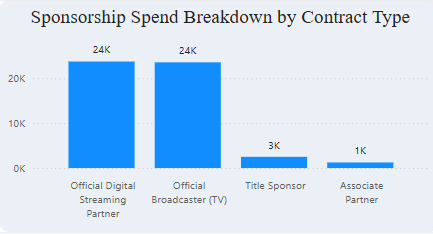 Sponsorship Spend Breakdown by Contract Type
24K
24K
20K
10K
3K
1K
0K
Official Digital
Streaming
Partner
Official
Broadcaster (TV)
Title Sponsor
Associate
Partner